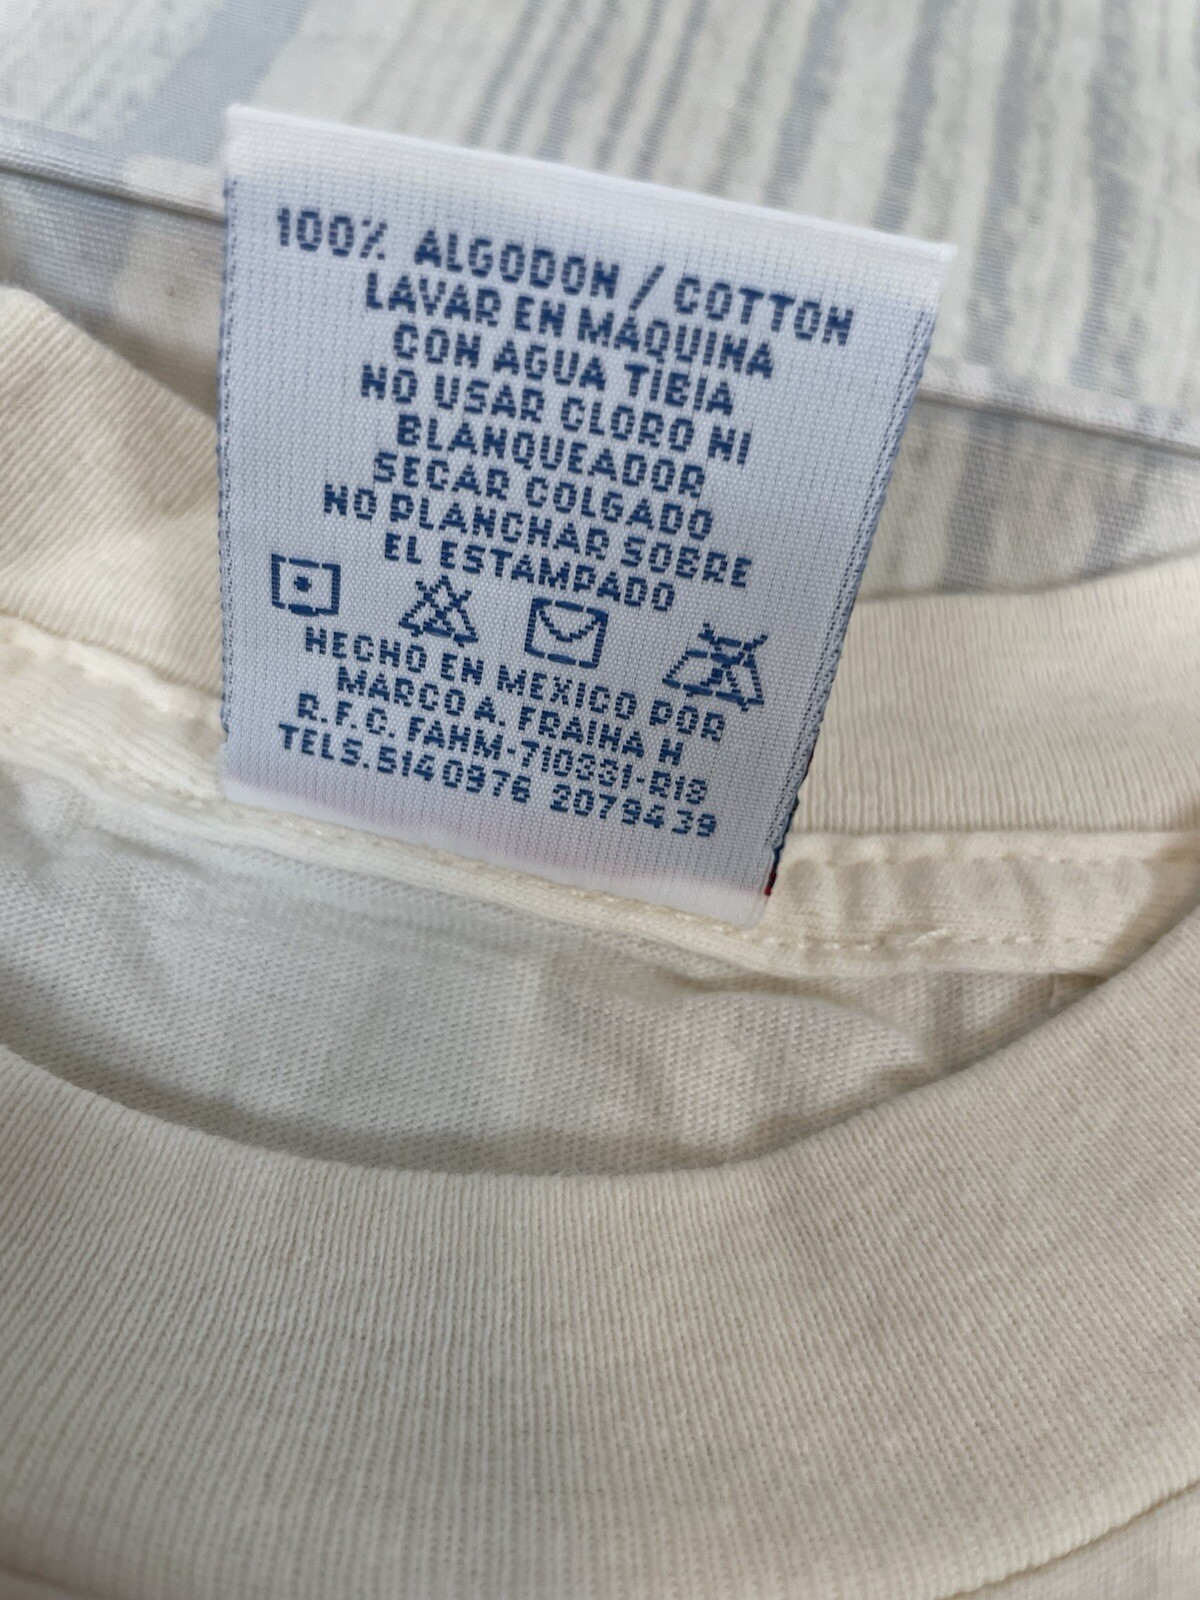 100% ALGODON / COTTON
LAVAR EN MAQUINA
CON AGUA TIBIA
NO USAR CLORO NI
BLANQUEADOR
SECAR COLGADO
NO PLANCHAR SOBRE
EL ESTAMPADO
HECHO EN MEXICO POR
MARCO A. FRAIHA H
R.F.C. FAHM-710331-R18
TELS.5140976 2079439